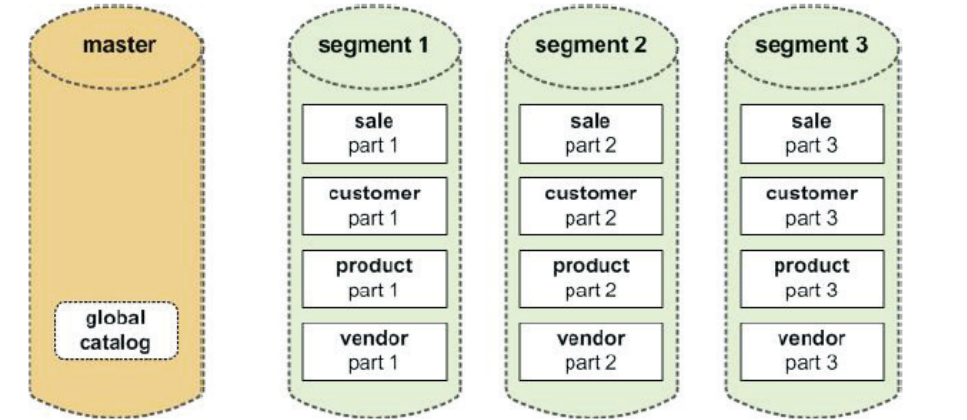 master
global
catalog
segment 1
sale
part 1
customer
part 1
product
part 1
vendor
part 1
segment 2
sale
part 2
customer
part 2
product
part 2
vendor
part 2
segment 3
sale
part 3
customer
part 3
product
part 3
vendor
part 3